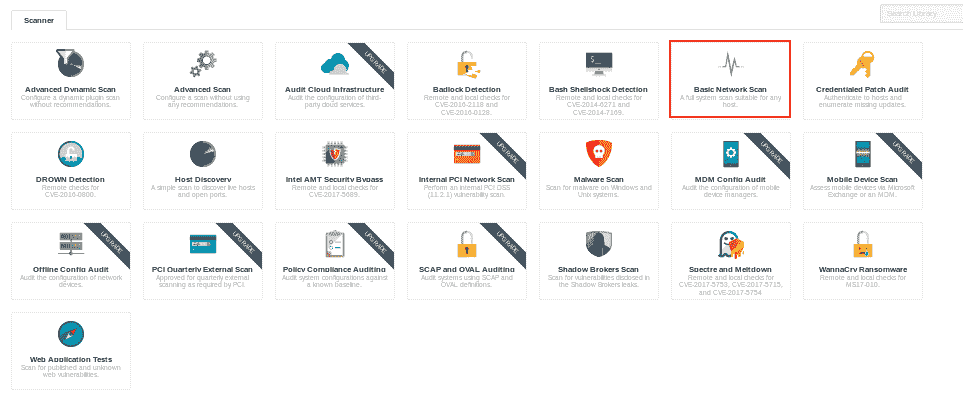 Scanner
Search Library
UPGRADE
Advanced Dynamic Scan
Configure a dynamic plugin scan
without recommendations.
Advanced Scan
Configure a scan without using
any recommendations.
Audit Cloud Infrastructure
Audit the configuration of third-
party cloud services.
Badlock Detection
Remote and local checks for
CVE-2016-2118 and
CVE-2016-0128.
Bash Shellshock Detection
Remote and local checks for
CVE-2014-6271 and
CVE-2014-7169.
Basic Network Scan
A full system scan suitable for any
host.
Credentialed Patch Audit
Authenticate to hosts and
enumerate missing updates.
UPGRADE
UPGRADE
UPGRADE
DROWN Detection
Remote checks for
CVE-2016-0800.
Host Discovery
A simple scan to discover live hosts
and open ports.
Intel AMT Security Bypass
Remote and local checks for
CVE-2017-5689.
Internal PCI Network Scan
Perform an internal PCI DSS
(11.2.1) vulnerability scan.
Malware Scan
Scan for malware on Windows and
Unix systems.
MDM Config Audit
Audit the configuration of mobile
device managers.
Mobile Device Scan
Assess mobile devices via Microsoft
Exchange or an MDM.
UPGRADE
UPGRADE
UPGRADE
UPGRADE
Offline Config Audit
Audit the configuration of network
devices.
PCI Quarterly External Scan
Approved for quarterly external
scanning as required by PCI.
Policy Compliance Auditing
Audit system configurations against
a known baseline.
SCAP and OVAL Auditing
Audit systems using SCAP and
OVAL definitions.
Shadow Brokers Scan
Scan for vulnerabilities disclosed in
the Shadow Brokers leaks.
Spectre and Meltdown
Remote and local checks for
CVE-2017-5753, CVE-2017-5715,
and CVE-2017-5754
WannaCry Ransomware
Remote and local checks for
MS17-010.
Web Application Tests
Scan for published and unknown
web vulnerabilities.